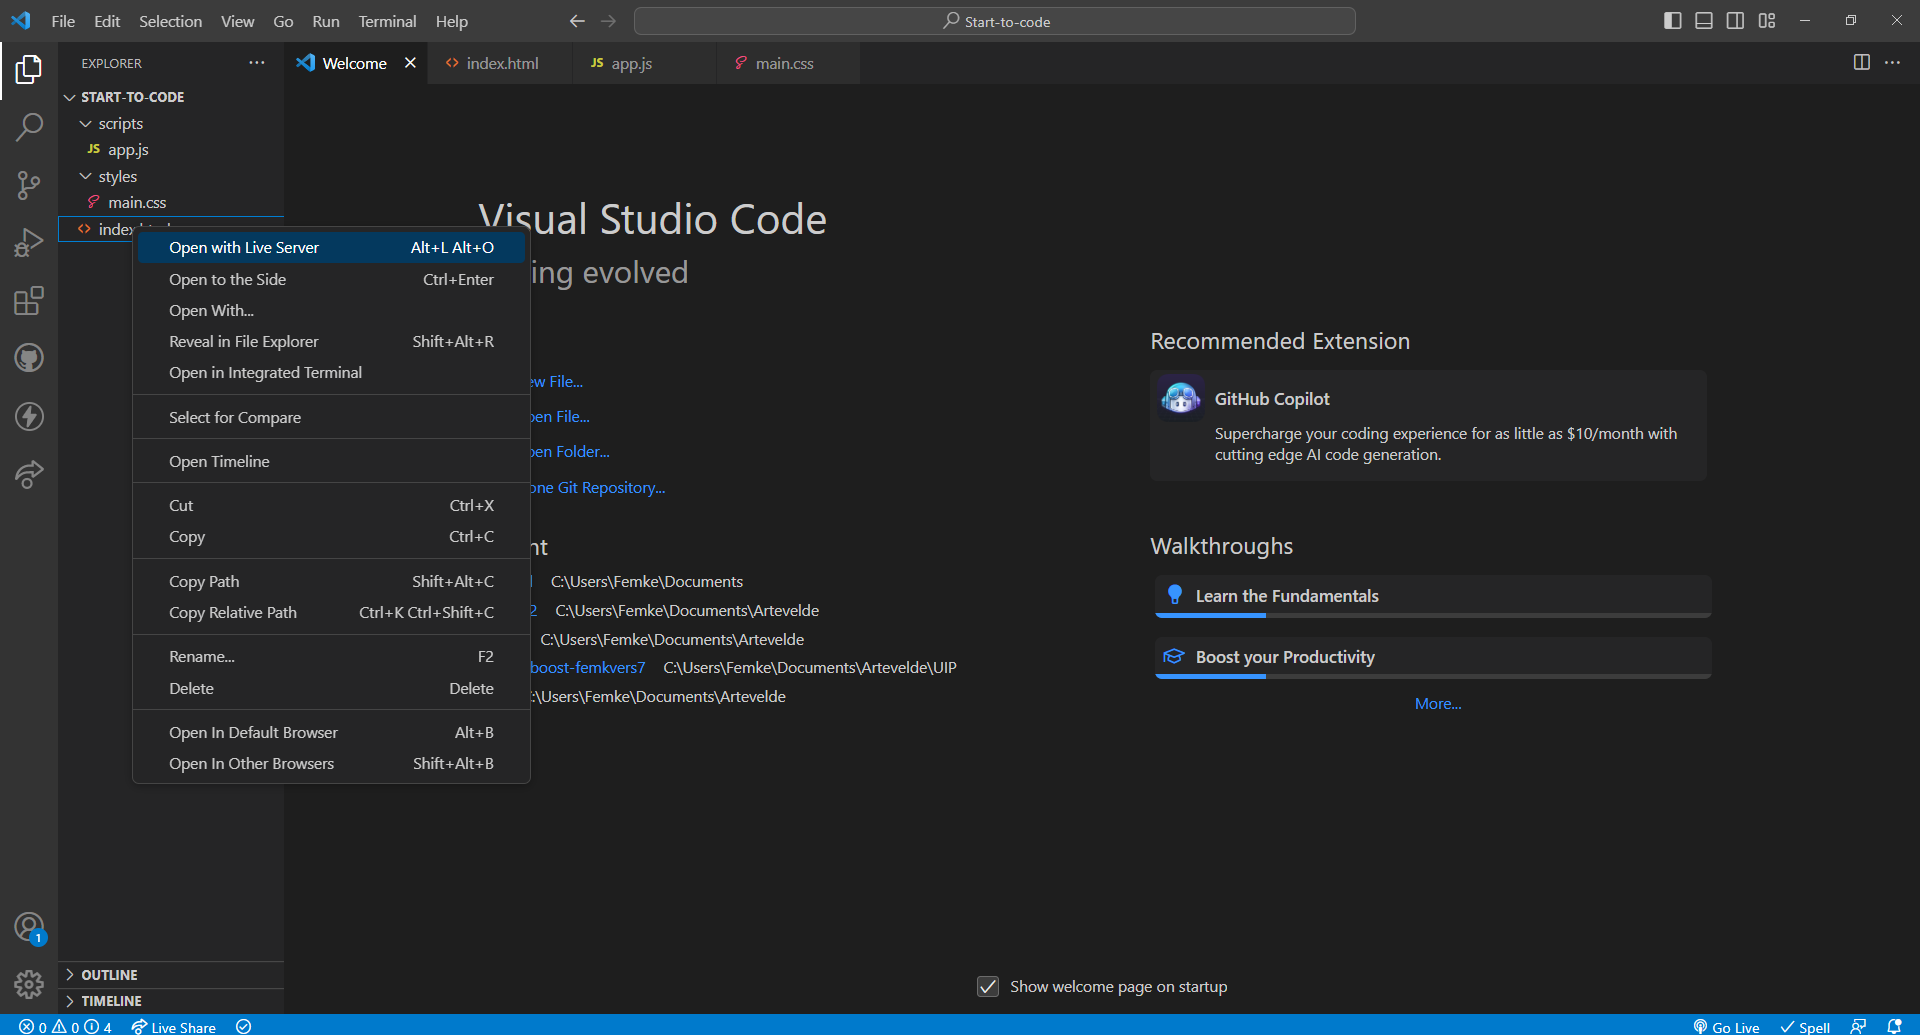 File Edit Selection View Go Run Terminal Help
Start-to-code
EXPLORER
Welcome
index.html
JS app.js
main.css
START-TO-CODE
scripts
JS app.js
styles
main.css
Open with Live Server Alt+L Alt+O
Open to the Side Ctrl+Enter
Open With...
Reveal in File Explorer Shift+Alt+R
Open in Integrated Terminal
Select for Compare
Open Timeline
Cut Ctrl+X
Copy Ctrl+C
Copy Path Shift+Alt+C
Copy Relative Path Ctrl+K Ctrl+Shift+C
Rename... F2
Delete Delete
Open In Default Browser Alt+B
Open In Other Browsers Shift+Alt+B
Visual Studio Code
ing evolved
ew File...
pen File...
pen Folder...
one Git Repository...
nt
C:\Users\Femke\Documents
2 C:\Users\Femke\Documents\Artevelde
C:\Users\Femke\Documents\Artevelde
boost-femkvers7 C:\Users\Femke\Documents\Artevelde\UIP
:\Users\Femke\Documents\Artevelde
Recommended Extension
GitHub Copilot
Supercharge your coding experience for as little as $10/month with
cutting edge AI code generation.
Walkthroughs
Learn the Fundamentals
Boost your Productivity
More...
Show welcome page on startup
1
OUTLINE
TIMELINE
0 0 4 Live Share
Go Live Spell